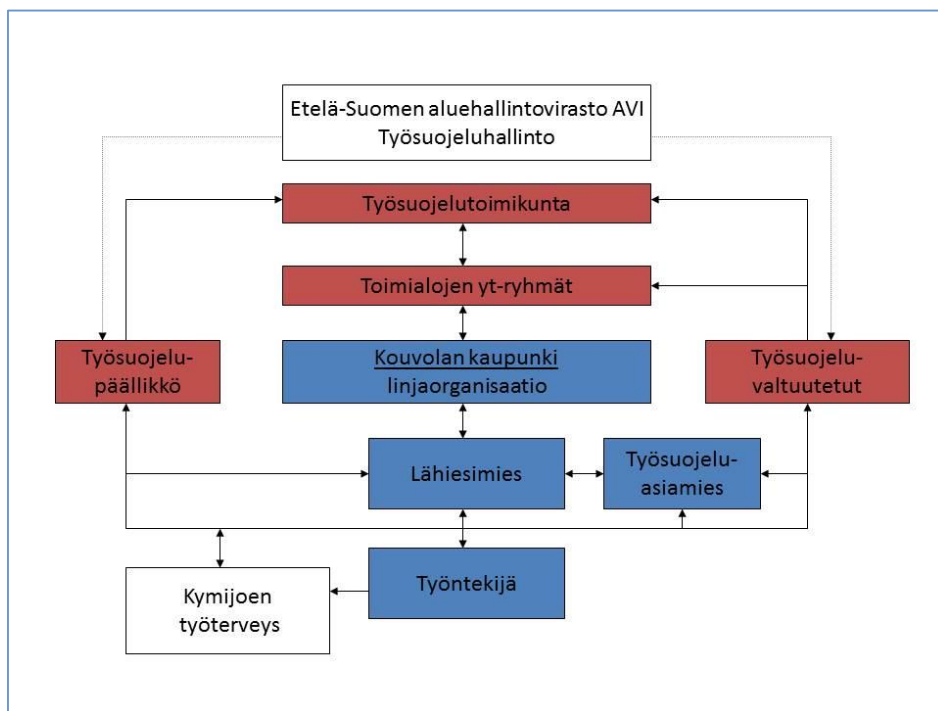 Etelä-Suomen aluehallintovirasto AVI
Työsuojeluhallinto
Työsuojelutoimikunta
Toimialojen yt-ryhmät
Työsuojelu-
päällikkö
Kouvolan kaupunki
linjaorganisaatio
Työsuojelu-
valtuutetut
Lähiesimies
Työsuojelu-
asiamies
Työntekijä
Kymijoen
työterveys